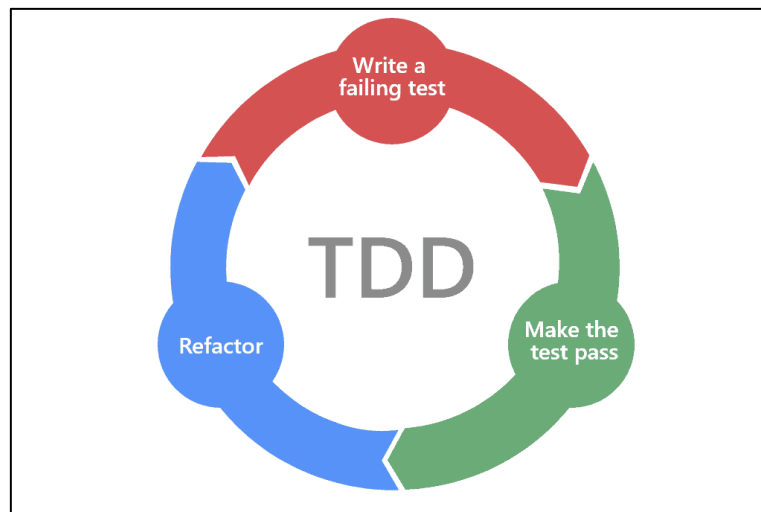 Write a
failing test
TDD
Make the
test pass
Refactor